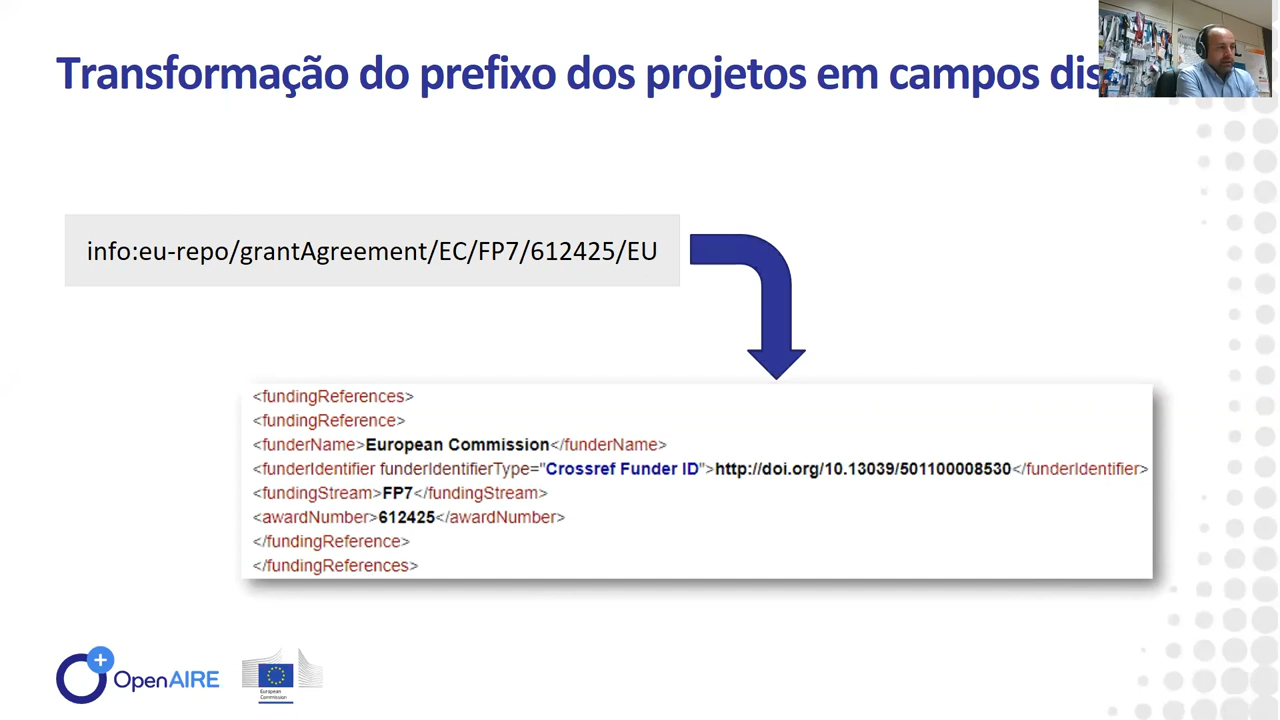 Transformação do prefixo dos projetos em campos
info:eu-repo/grantAgreement/EC/FP7/612425/EU
<fundingReferences>
<fundingReference>
<funderName>European Commission</funderName>
<funderIdentifier funderIdentifierType="Crossref Funder ID">http://doi.org/10.13039/501100008530</funderIdentifier>
<fundingStream>FP7</fundingStream>
<awardNumber>612425</awardNumber>
</fundingReference>
</fundingReferences>
OpenAIRE
European
Commission